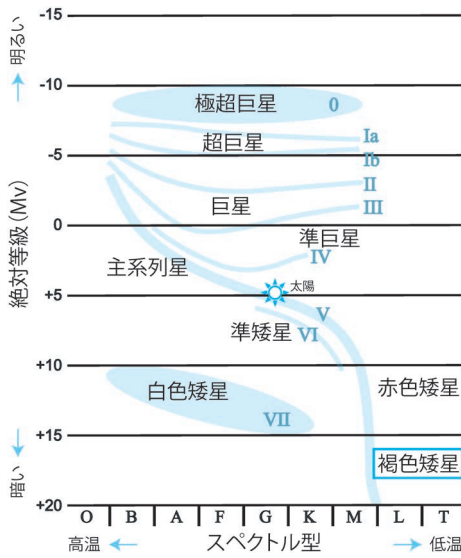 -15
明るい
-10
極超巨星 0
Ia
超巨星
-5
Ib
II
巨星 III
0
準巨星
絶対等級(Mv)
主系列星 IV
太陽
+5
V
準矮星 VI
+10
白色矮星 赤色矮星
VII
+15
褐色矮星
暗い
+20
O B A F G K M L T
高温 スペクトル型 低温